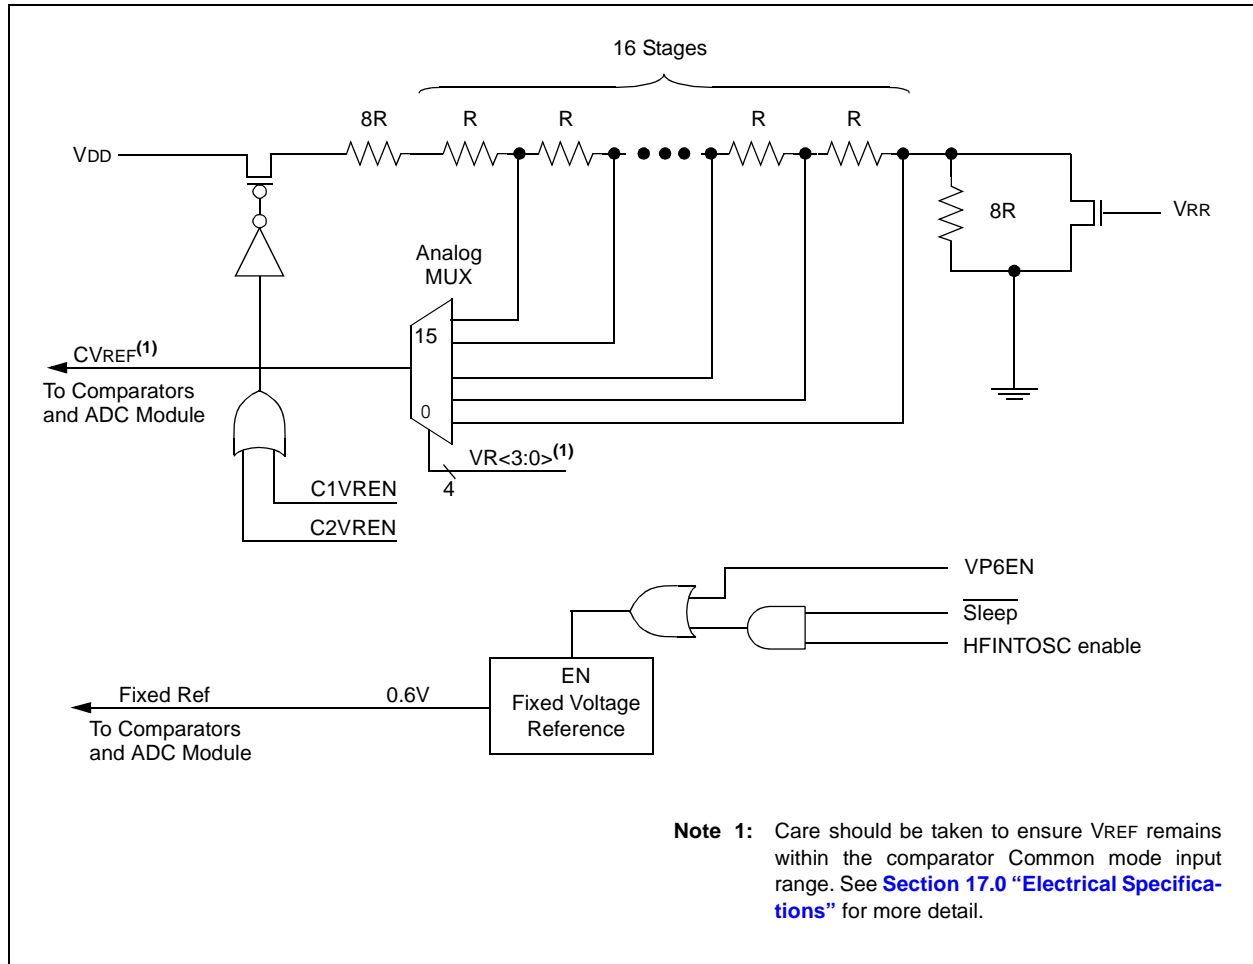 16 Stages
8R R R R R
VDD
8R
VRR
Analog
MUX
15
CVREF(1)
To Comparators
and ADC Module
0
VR<3:0>(1)
4
C1VREN
C2VREN
VP6EN
Sleep
HFINTOSC enable
EN
Fixed Ref 0.6V
Fixed Voltage
Reference
To Comparators
and ADC Module
Note 1: Care should be taken to ensure VREF remains
within the comparator Common mode input
range. See Section 17.0 “Electrical Specifica-
tions” for more detail.